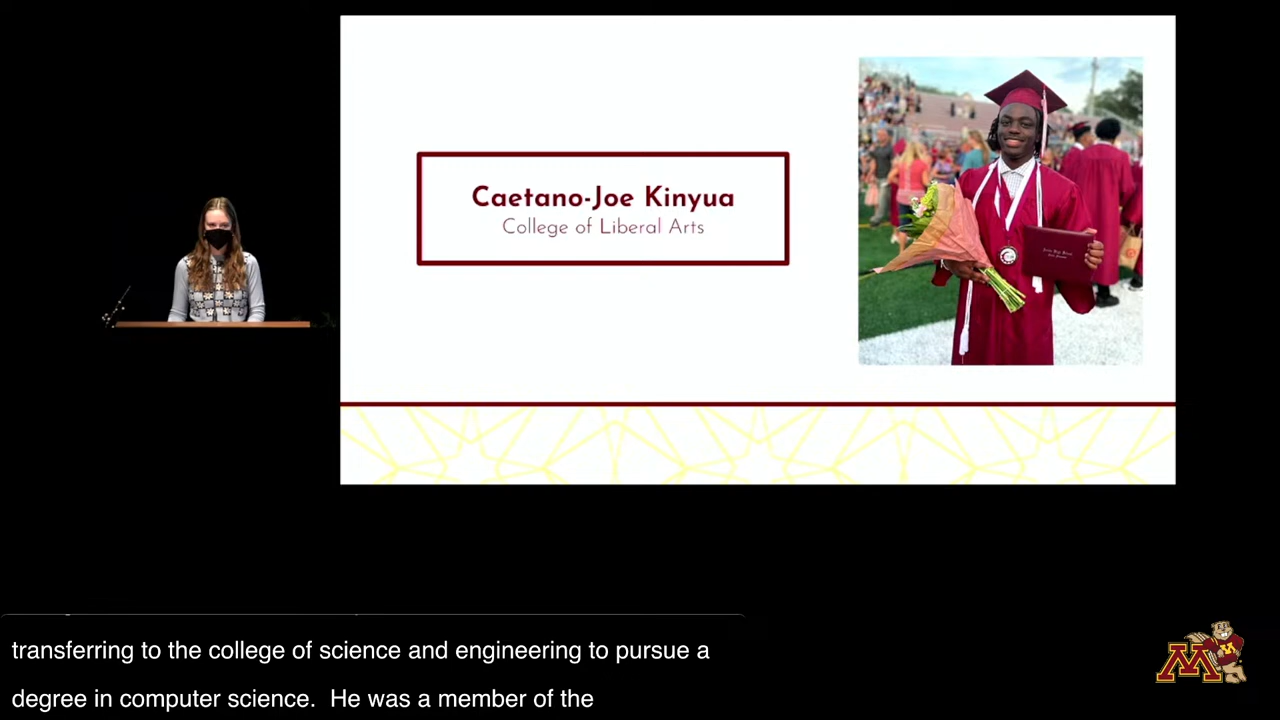 Caetano-Joe Kinyua
College of Liberal Arts
transferring to the college of science and engineering to pursue a
degree in computer science.  He was a member of the
M